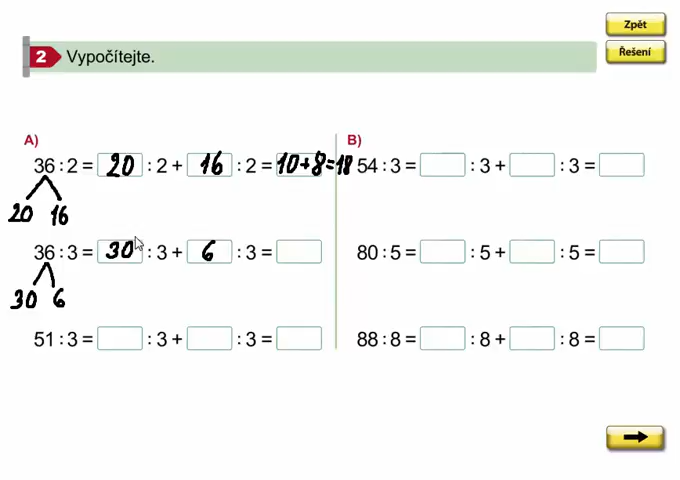 Zpět
2 Vypočítejte.
Řešení
A)
36 : 2 = 20 : 2 + 16 : 2 = 10 + 8 = 18
20 16
36 : 3 = 30 : 3 + 6 : 3 =
30 6
51 : 3 = : 3 + : 3 =
B)
54 : 3 = : 3 + : 3 =
80 : 5 = : 5 + : 5 =
88 : 8 = : 8 + : 8 =